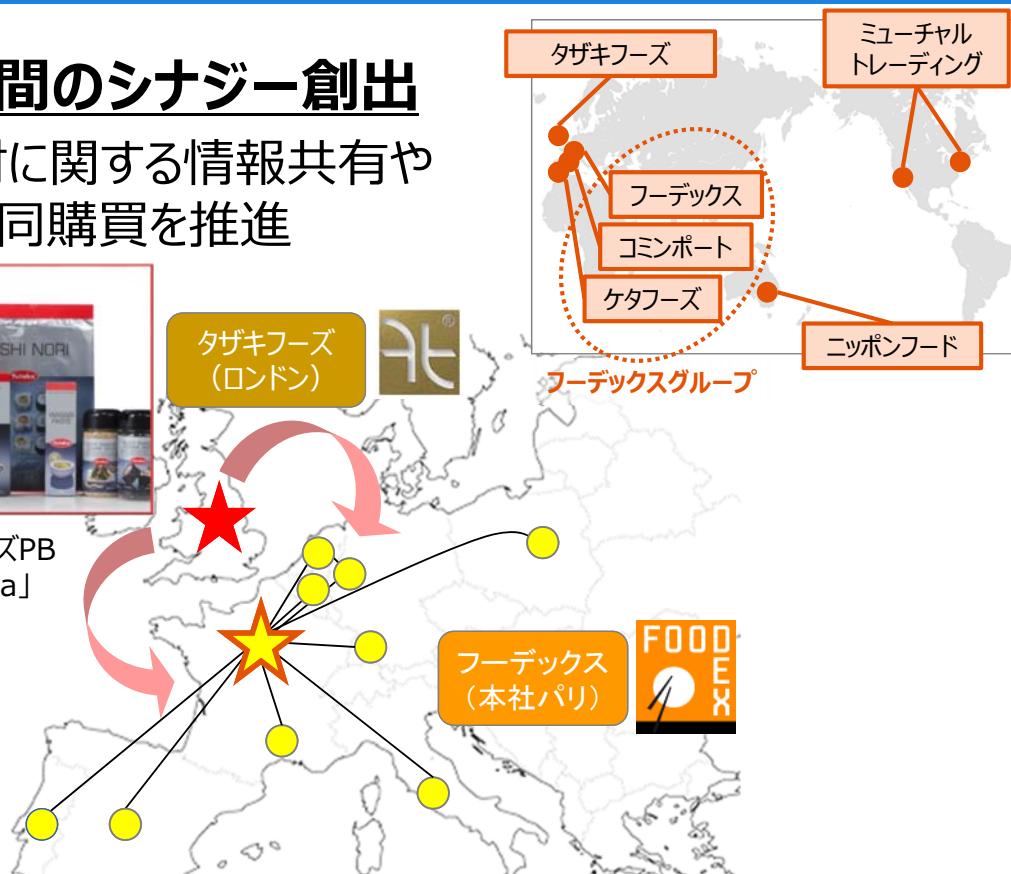 間のシナジー創出
に関する情報共有や
同購買を推進
タザキフーズ
ミューチャル
トレーディング
フーデックス
コミンポート
ケタフーズ
ニッポンフード
フーデックスグループ
SHI NORI
タザキフーズ
（ロンドン）
®
ズPB
a」
フーデックス
（本社パリ）
FOOD
EX